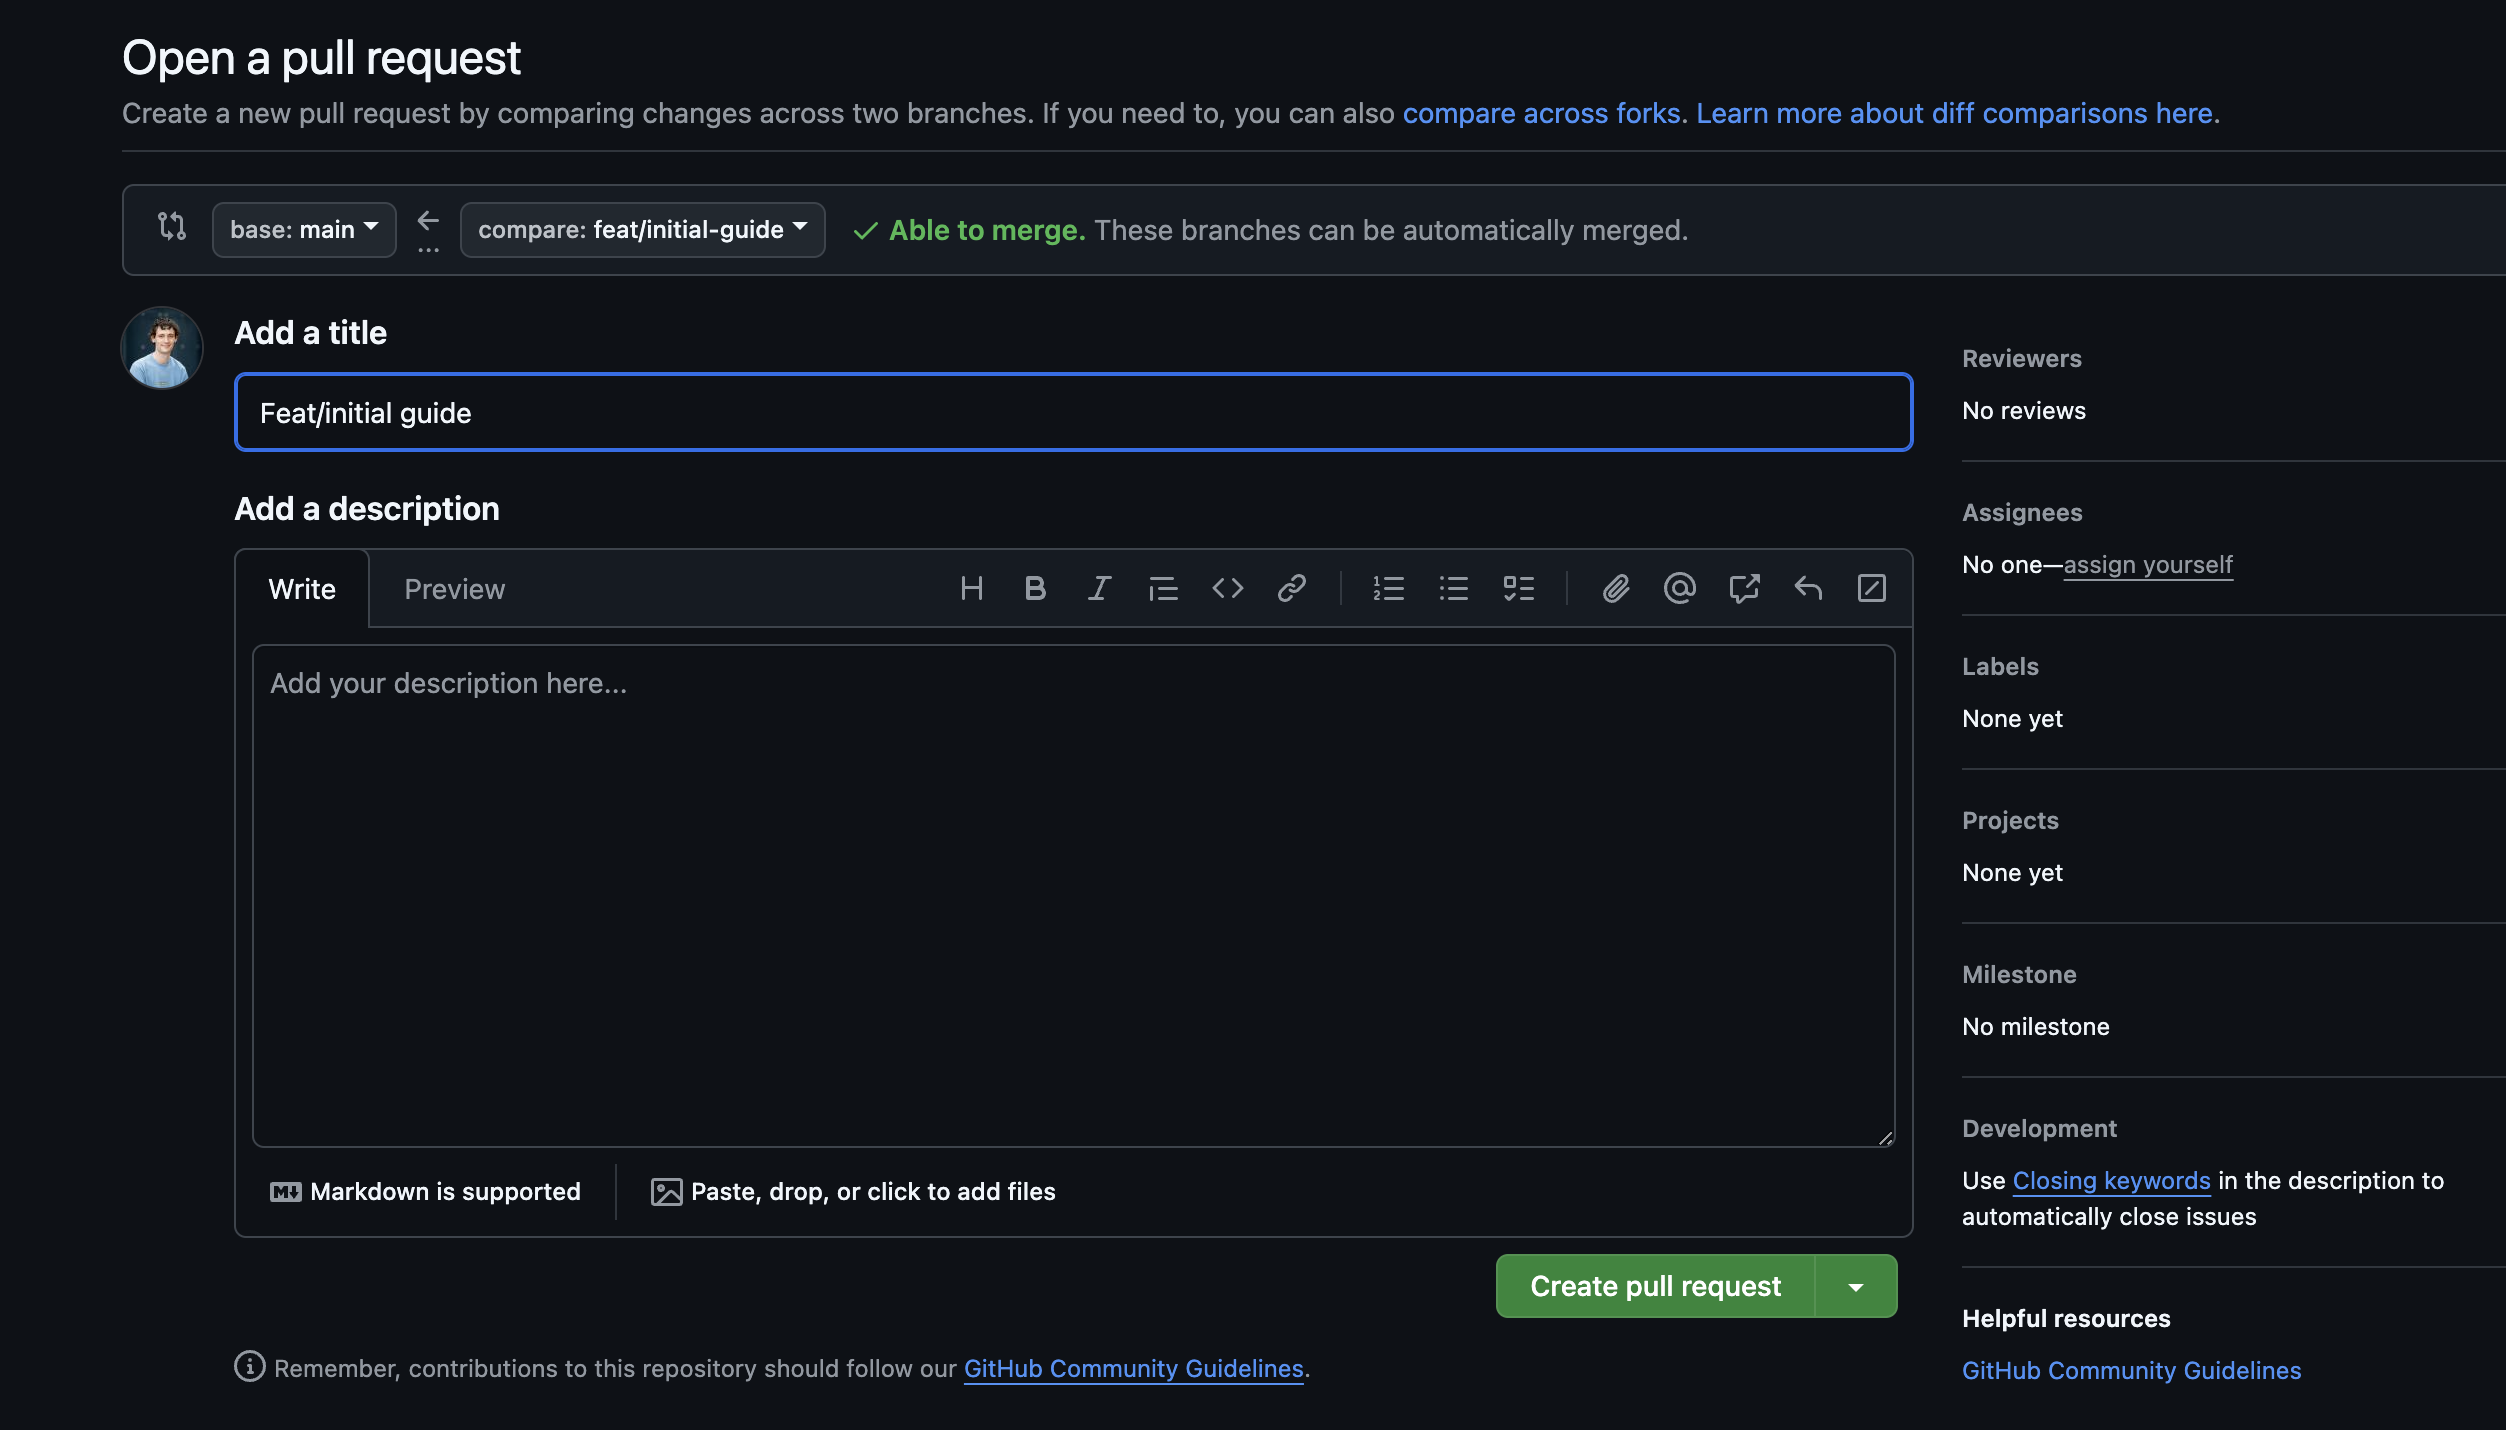 Open a pull request
Create a new pull request by comparing changes across two branches. If you need to, you can also compare across forks. Learn more about diff comparisons here.
base: main
...
compare: feat/initial-guide
Able to merge. These branches can be automatically merged.
Add a title
Feat/initial guide
Add a description
Write
Preview
Add your description here...
Markdown is supported
Paste, drop, or click to add files
Create pull request
Remember, contributions to this repository should follow our GitHub Community Guidelines.
Reviewers
No reviews
Assignees
No one—assign yourself
Labels
None yet
Projects
None yet
Milestone
No milestone
Development
Use Closing keywords in the description to
automatically close issues
Helpful resources
GitHub Community Guidelines